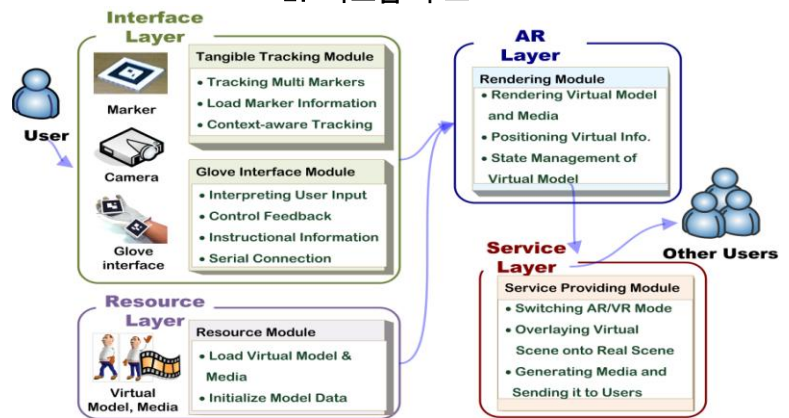 Interface
Layer
Tangible Tracking Module
• Tracking Multi Markers
• Load Marker Information
• Context-aware Tracking
Marker
User
Camera
Glove Interface Module
• Interpreting User Input
• Control Feedback
• Instructional Information
• Serial Connection
Glove
interface
Resource
Layer
Resource Module
• Load Virtual Model &
Media
• Initialize Model Data
Virtual
Model, Media
AR
Layer
Rendering Module
• Rendering Virtual Model
and Media
• Positioning Virtual Info.
• State Management of
Virtual Model
Other Users
Service
Layer
Service Providing Module
• Switching AR/VR Mode
• Overlaying Virtual
Scene onto Real Scene
• Generating Media and
Sending it to Users